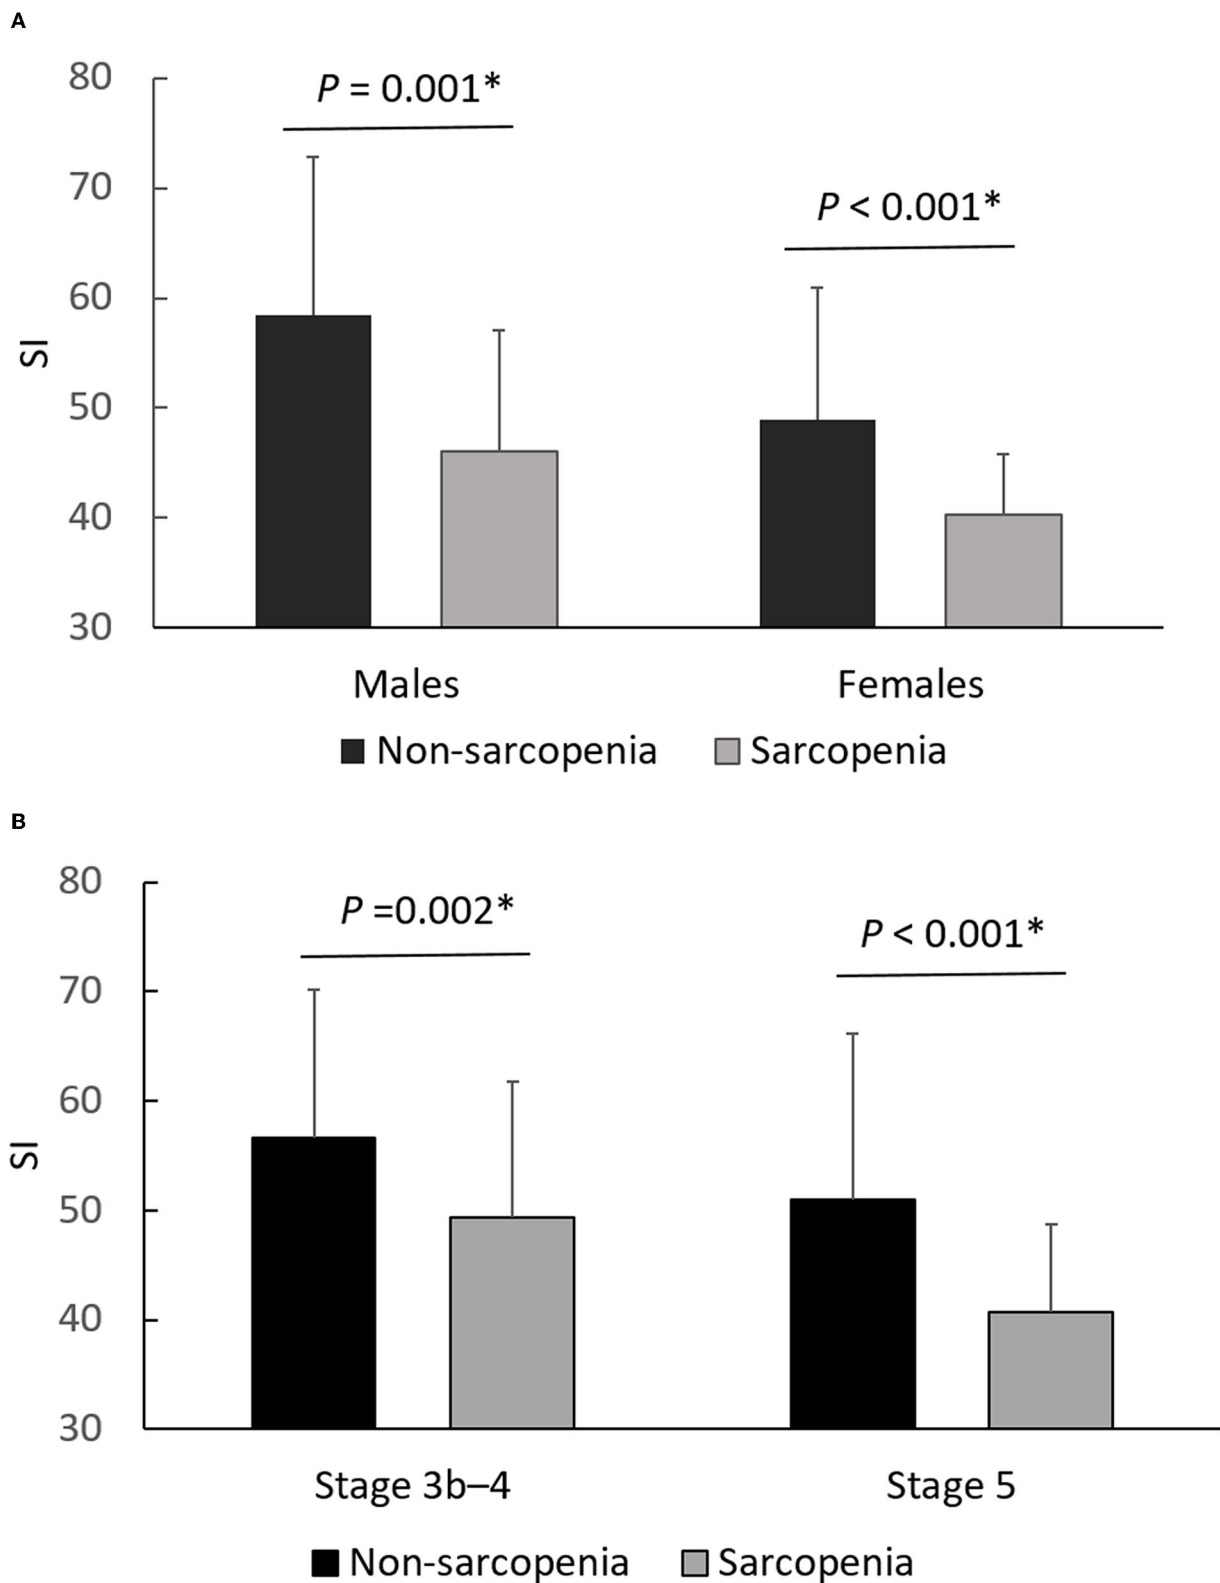 A
80
P = 0.001*
70
P < 0.001*
60
SI
50
40
30
Males Females
Non-sarcopenia Sarcopenia
B
80
P =0.002*
P < 0.001*
70
60
SI
50
40
30
Stage 3b–4 Stage 5
Non-sarcopenia Sarcopenia